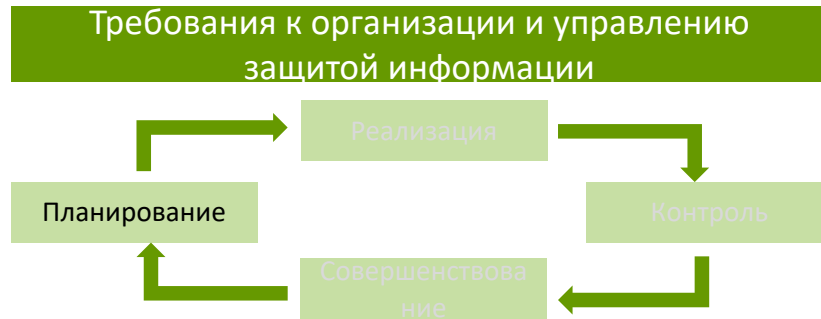 Требования к организации и управлению
защитой информации
Реализация
Планирование
Контроль
Совершенствова
ние